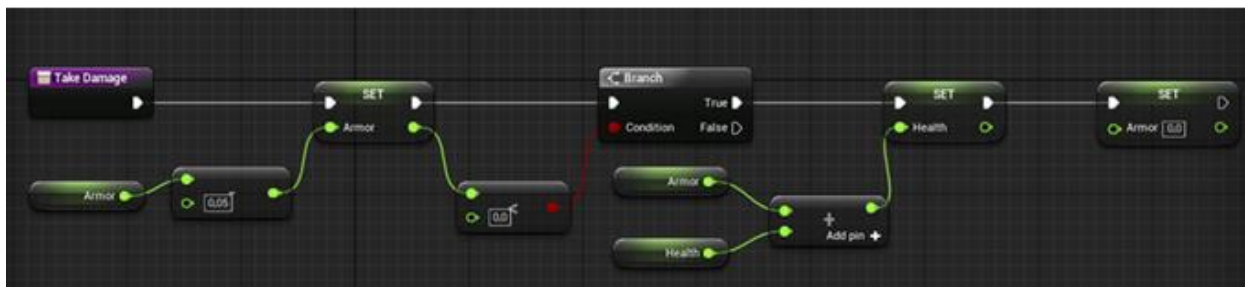 Take Damage
SET
Armor
Branch
True
Condition
False
SET
Health
SET
Armor 0,0
Armor
0,05 -
0,0 <
Armor
+
Add pin +
Health